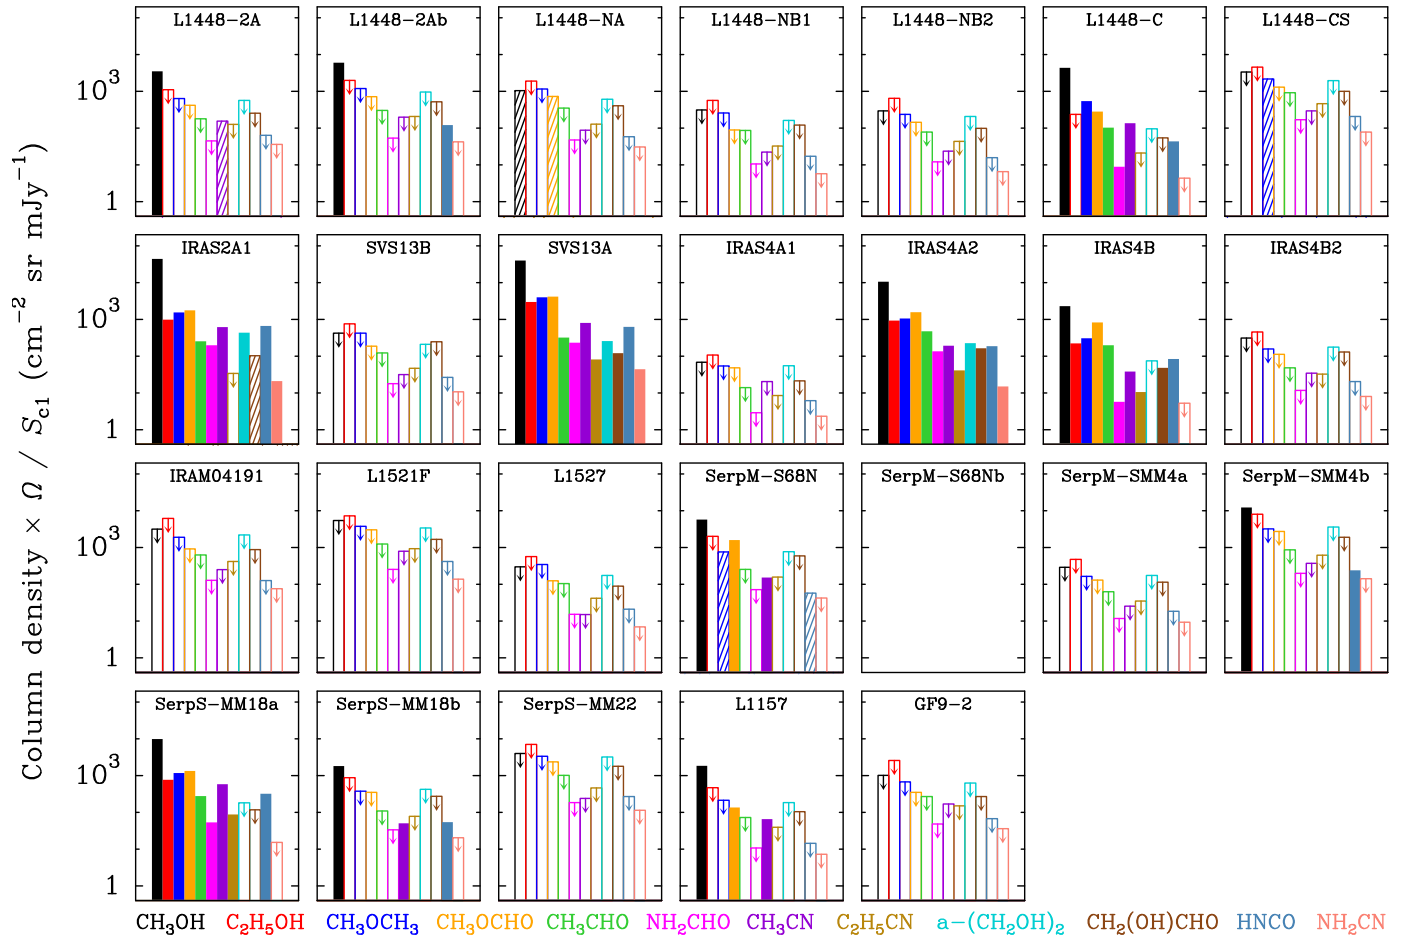 Column density × Ω / S_c1 (cm⁻² sr mJy⁻¹)
L1448-2A L1448-2Ab L1448-NA L1448-NB1 L1448-NB2 L1448-C L1448-CS
10³
1
IRAS2A1 SVS13B SVS13A IRAS4A1 IRAS4A2 IRAS4B IRAS4B2
10³
1
IRAM04191 L1521F L1527 SerpM-S68N SerpM-S68Nb SerpM-SMM4a SerpM-SMM4b
10³
1
SerpS-MM18a SerpS-MM18b SerpS-MM22 L1157 GF9-2
10³
1
CH₃OH C₂H₅OH CH₃OCH₃ CH₃OCHO CH₃CHO NH₂CHO CH₃CN C₂H₅CN a-(CH₂OH)₂ CH₂(OH)CHO HNCO NH₂CN